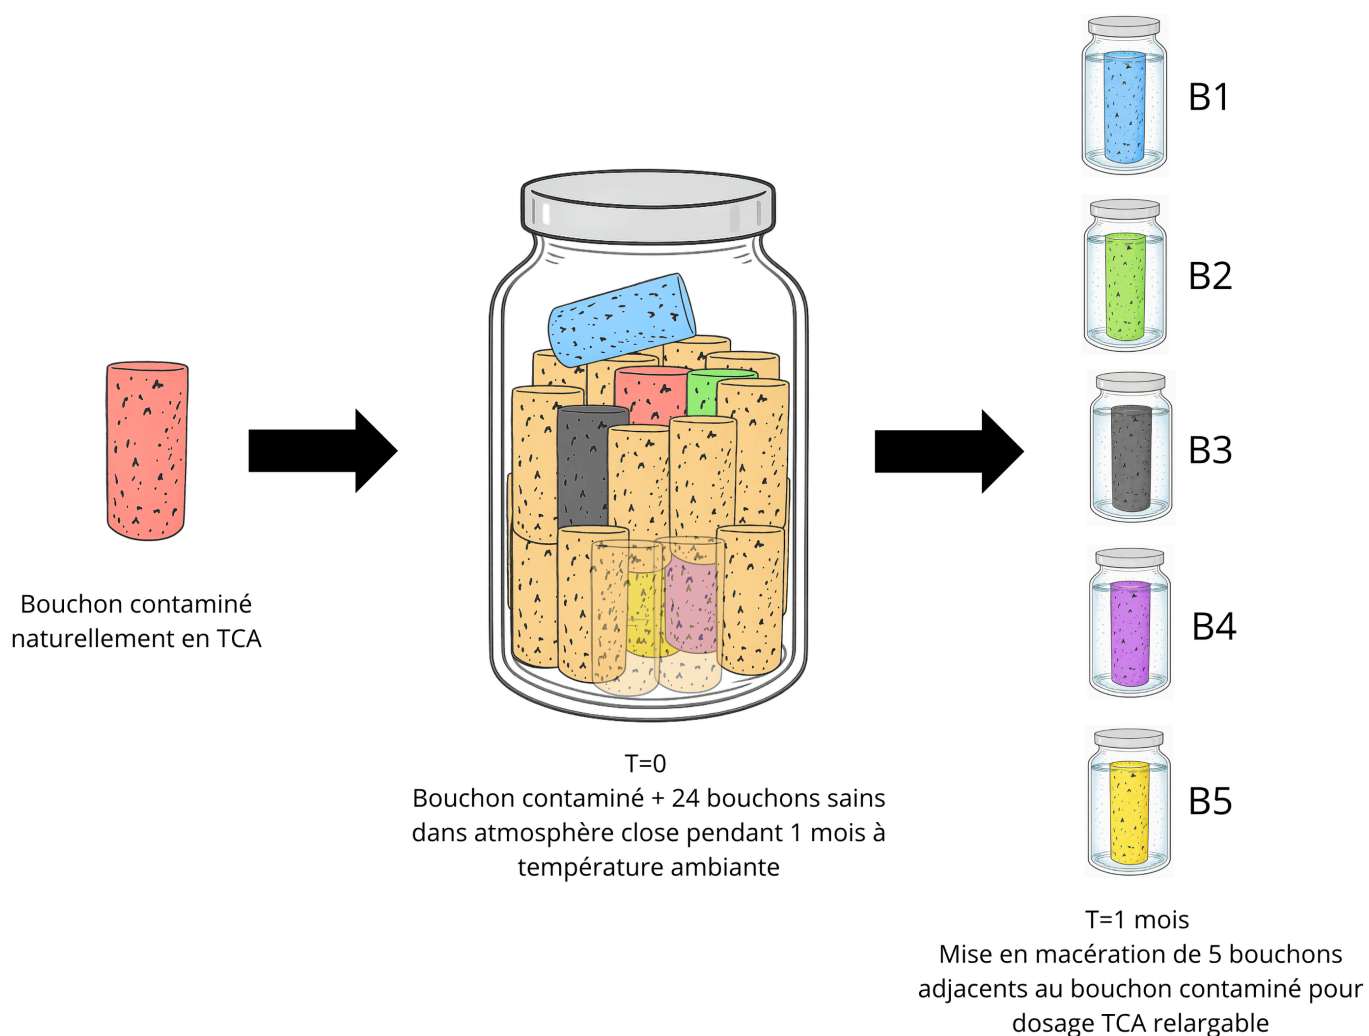 Bouchon contaminé
naturellement en TCA
T=0
Bouchon contaminé + 24 bouchons sains
dans atmosphère close pendant 1 mois à
température ambiante
B1
B2
B3
B4
B5
T=1 mois
Mise en macération de 5 bouchons
adjacents au bouchon contaminé pour
dosage TCA relargable